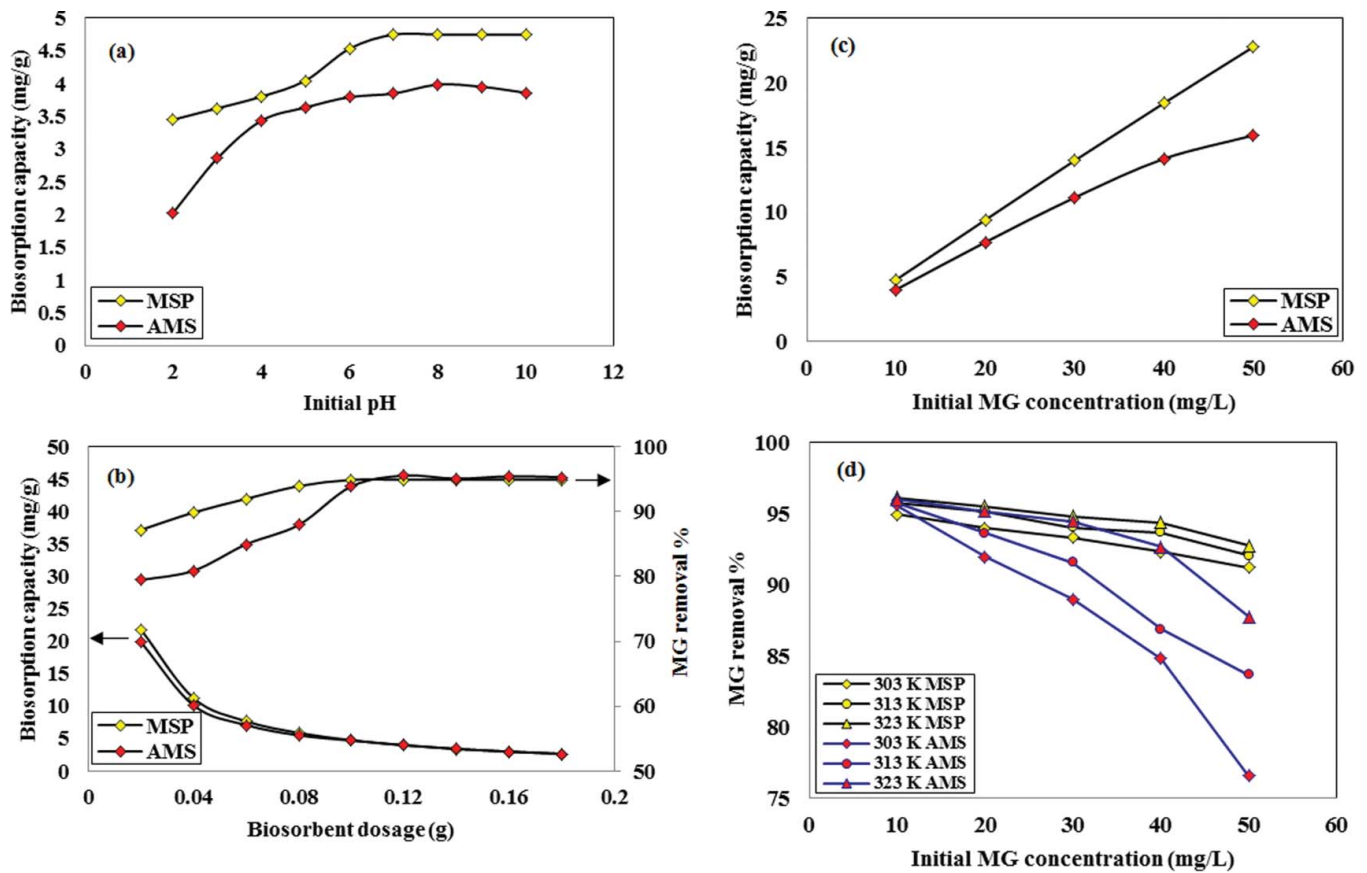 (a)
Biosorption capacity (mg/g)
5
4.5
4
3.5
3
2.5
2
1.5
1
0.5
0
MSP
AMS
0 2 4 6 8 10 12
Initial pH
(c)
Biosorption capacity (mg/g)
25
20
15
10
5
0
MSP
AMS
0 10 20 30 40 50 60
Initial MG concentration (mg/L)
(b)
Biosorption capacity (mg/g)
50
45
40
35
30
25
20
15
10
5
0
MSP
AMS
100
90
80
70
60
50
MG removal %
0 0.04 0.08 0.12 0.16 0.2
Biosorbent dosage (g)
(d)
MG removal %
100
95
90
85
80
75
303 K MSP
313 K MSP
323 K MSP
303 K AMS
313 K AMS
323 K AMS
0 10 20 30 40 50 60
Initial MG concentration (mg/L)